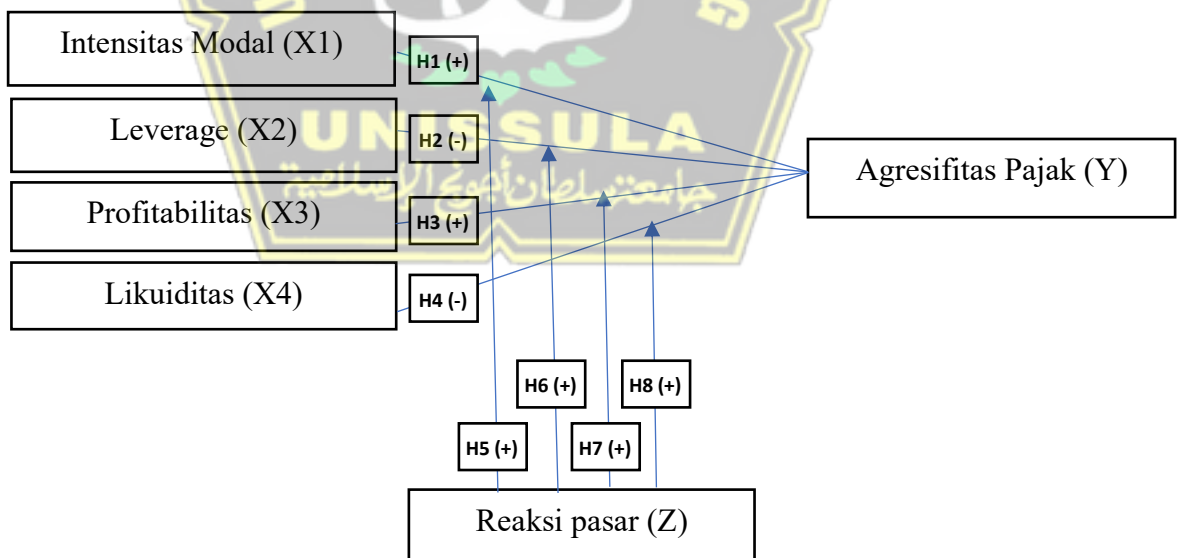 Intensitas Modal (X1)
H1 (+)
UNISSULA
Leverage (X2)
H2 (-)
Agresifitas Pajak (Y)
Profitabilitas (X3)
H3 (+)
Likuiditas (X4)
H4 (-)
H6 (+)
H8 (+)
H5 (+)
H7 (+)
Reaksi pasar (Z)